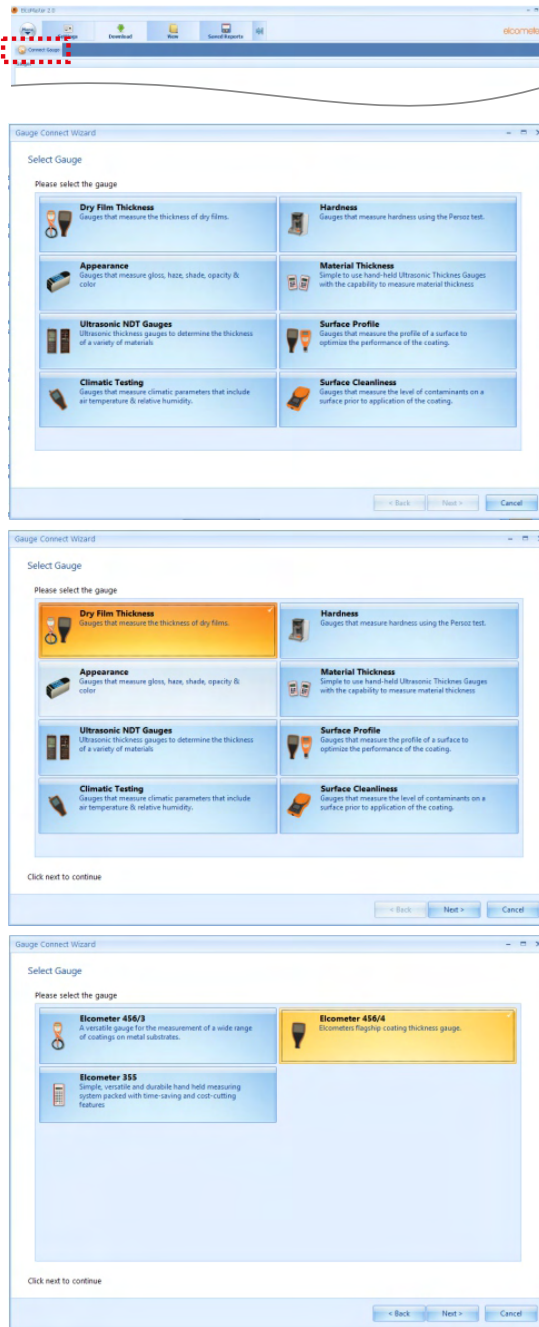 ElcoMaster 2.0
Download
View
Saved Reports
elcomete
Connect Gauge
Gauge Connect Wizard
Select Gauge
Please select the gauge
Dry Film Thickness
Gauges that measure the thickness of dry films.
Hardness
Gauges that measure hardness using the Persoz test.
Appearance
Gauges that measure gloss, haze, shade, opacity &
color
Material Thickness
Simple to use hand-held Ultrasonic Thicknes Gauges
with the capability to measure material thickness
Ultrasonic NDT Gauges
Ultrasonic thickness gauges to determine the thickness
of a variety of materials
Surface Profile
Gauges that measure the profile of a surface to
optimize the performance of the coating.
Climatic Testing
Gauges that measure climatic parameters that include
air temperature & relative humidity.
Surface Cleanliness
Gauges that measure the level of contaminants on a
surface prior to application of the coating.
< Back Next > Cancel
Gauge Connect Wizard
Select Gauge
Please select the gauge
Dry Film Thickness
Gauges that measure the thickness of dry films.
Hardness
Gauges that measure hardness using the Persoz test.
Appearance
Gauges that measure gloss, haze, shade, opacity &
color
Material Thickness
Simple to use hand-held Ultrasonic Thicknes Gauges
with the capability to measure material thickness
Ultrasonic NDT Gauges
Ultrasonic thickness gauges to determine the thickness
of a variety of materials
Surface Profile
Gauges that measure the profile of a surface to
optimize the performance of the coating.
Climatic Testing
Gauges that measure climatic parameters that include
air temperature & relative humidity.
Surface Cleanliness
Gauges that measure the level of contaminants on a
surface prior to application of the coating.
Click next to continue
< Back Next > Cancel
Gauge Connect Wizard
Select Gauge
Please select the gauge
Elcometer 456/3
A versatile gauge for the measurement of a wide range
of coatings on metal substrates.
Elcometer 456/4
Elcometers flagship coating thickness gauge.
Elcometer 355
Simple, versatile and durabile hand held measuring
system packed with time-saving and cost-cutting
features
Click next to continue
< Back Next > Cancel